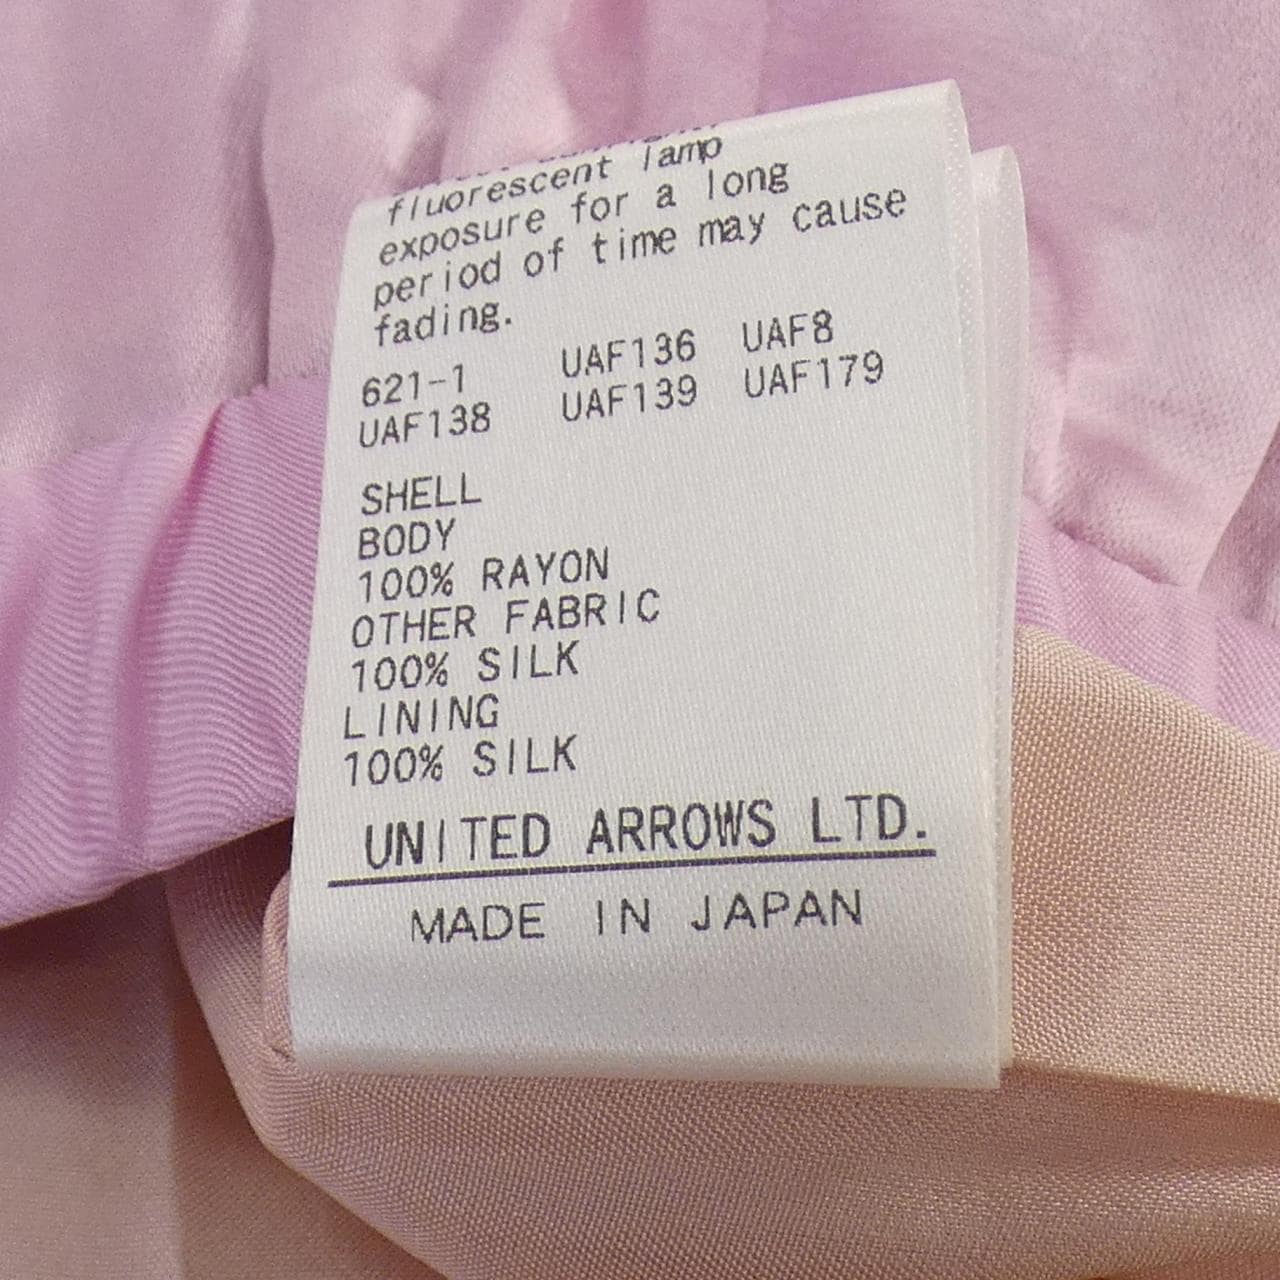 fluorescent lamp
exposure for a long
period of time may cause
fading.
621-1 UAF136 UAF8
UAF138 UAF139 UAF179
SHELL
BODY
100% RAYON
OTHER FABRIC
100% SILK
LINING
100% SILK
UNITED ARROWS LTD.
MADE IN JAPAN